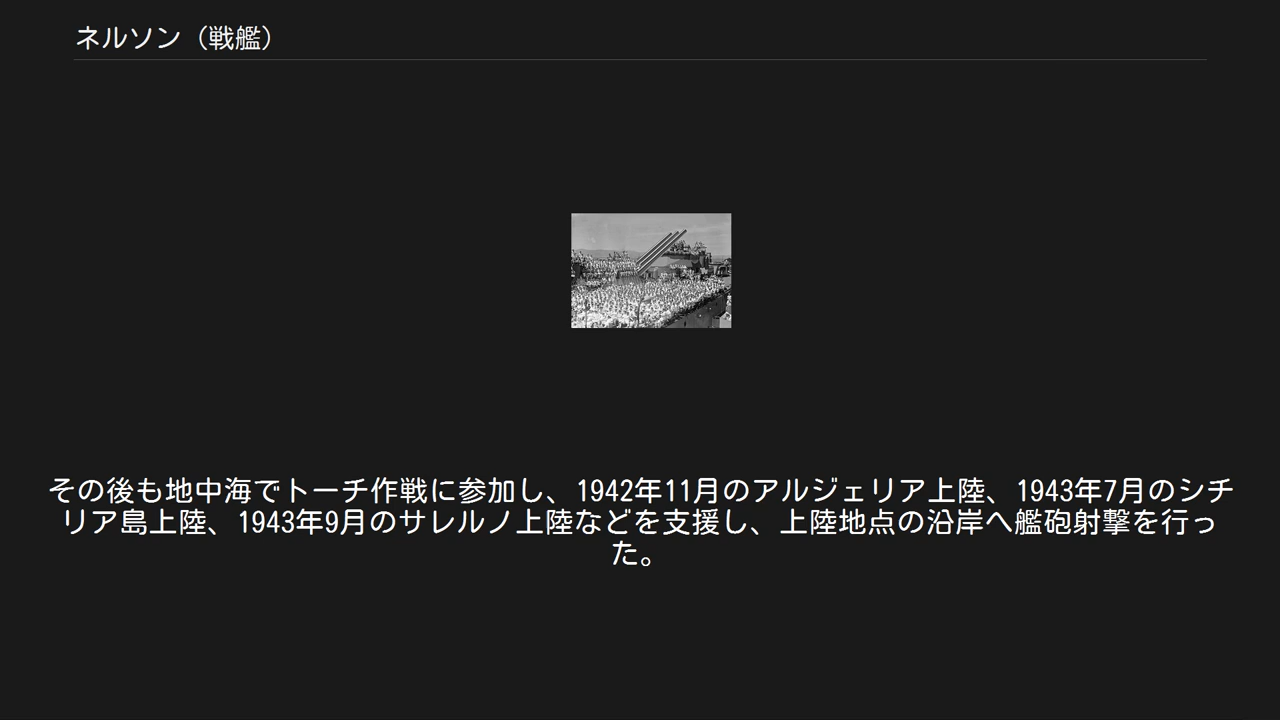 ネルソン（戦艦）
その後も地中海でトーチ作戦に参加し、1942年11月のアルジェリア上陸、1943年7月のシチ
リア島上陸、1943年9月のサレルノ上陸などを支援し、上陸地点の沿岸へ艦砲射撃を行っ
た。